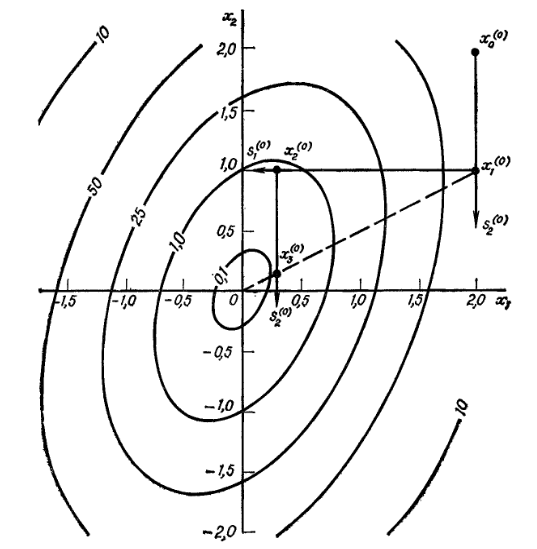 x₂
10
2,0
x₀⁽⁰⁾
1,5
s₁⁽⁰⁾ x₂⁽⁰⁾
1,0
x₁⁽⁰⁾
50
25
1,0
0,5
s₂⁽⁰⁾
x₃⁽⁰⁾
0,1
-1,5 -1,0 -0,5 0 0,5 1,0 1,5 2,0 x₁
s₂⁽⁰⁾
-0,5
-1,0
10
-1,5
-2,0